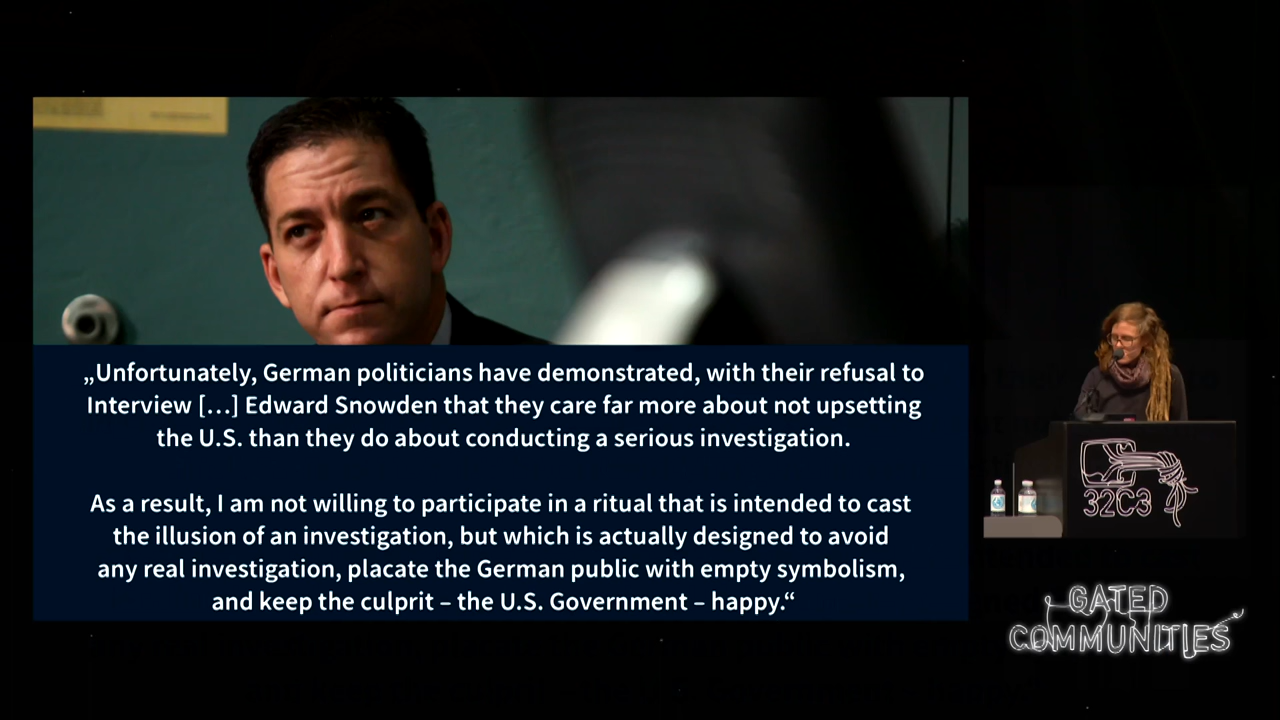 „Unfortunately, German politicians have demonstrated, with their refusal to
Interview […] Edward Snowden that they care far more about not upsetting
the U.S. than they do about conducting a serious investigation.
As a result, I am not willing to participate in a ritual that is intended to cast
the illusion of an investigation, but which is actually designed to avoid
any real investigation, placate the German public with empty symbolism,
and keep the culprit – the U.S. Government – happy.“
32C3
GATED
COMMUNITIES